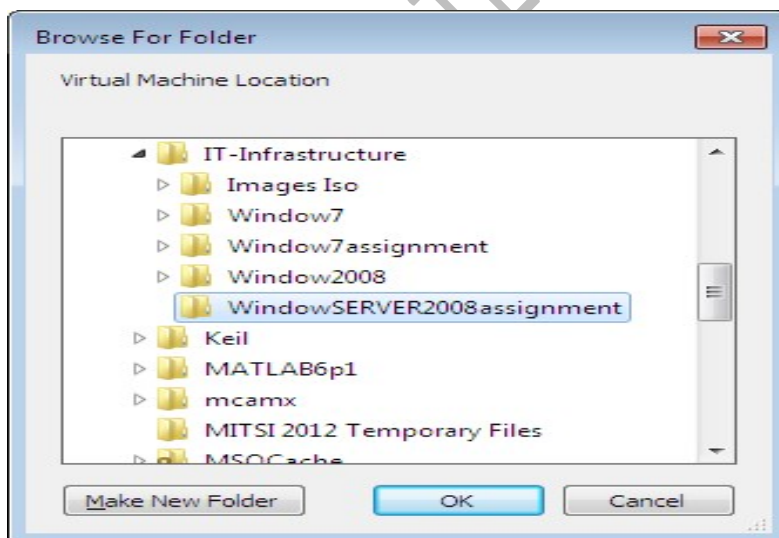 Browse For Folder
Virtual Machine Location
IT-Infrastructure
Images Iso
Window7
Window7assignment
Window2008
WindowSERVER2008assignment
Keil
MATLAB6p1
mcamx
MITSI 2012 Temporary Files
MSOCache
Make New Folder
OK
Cancel